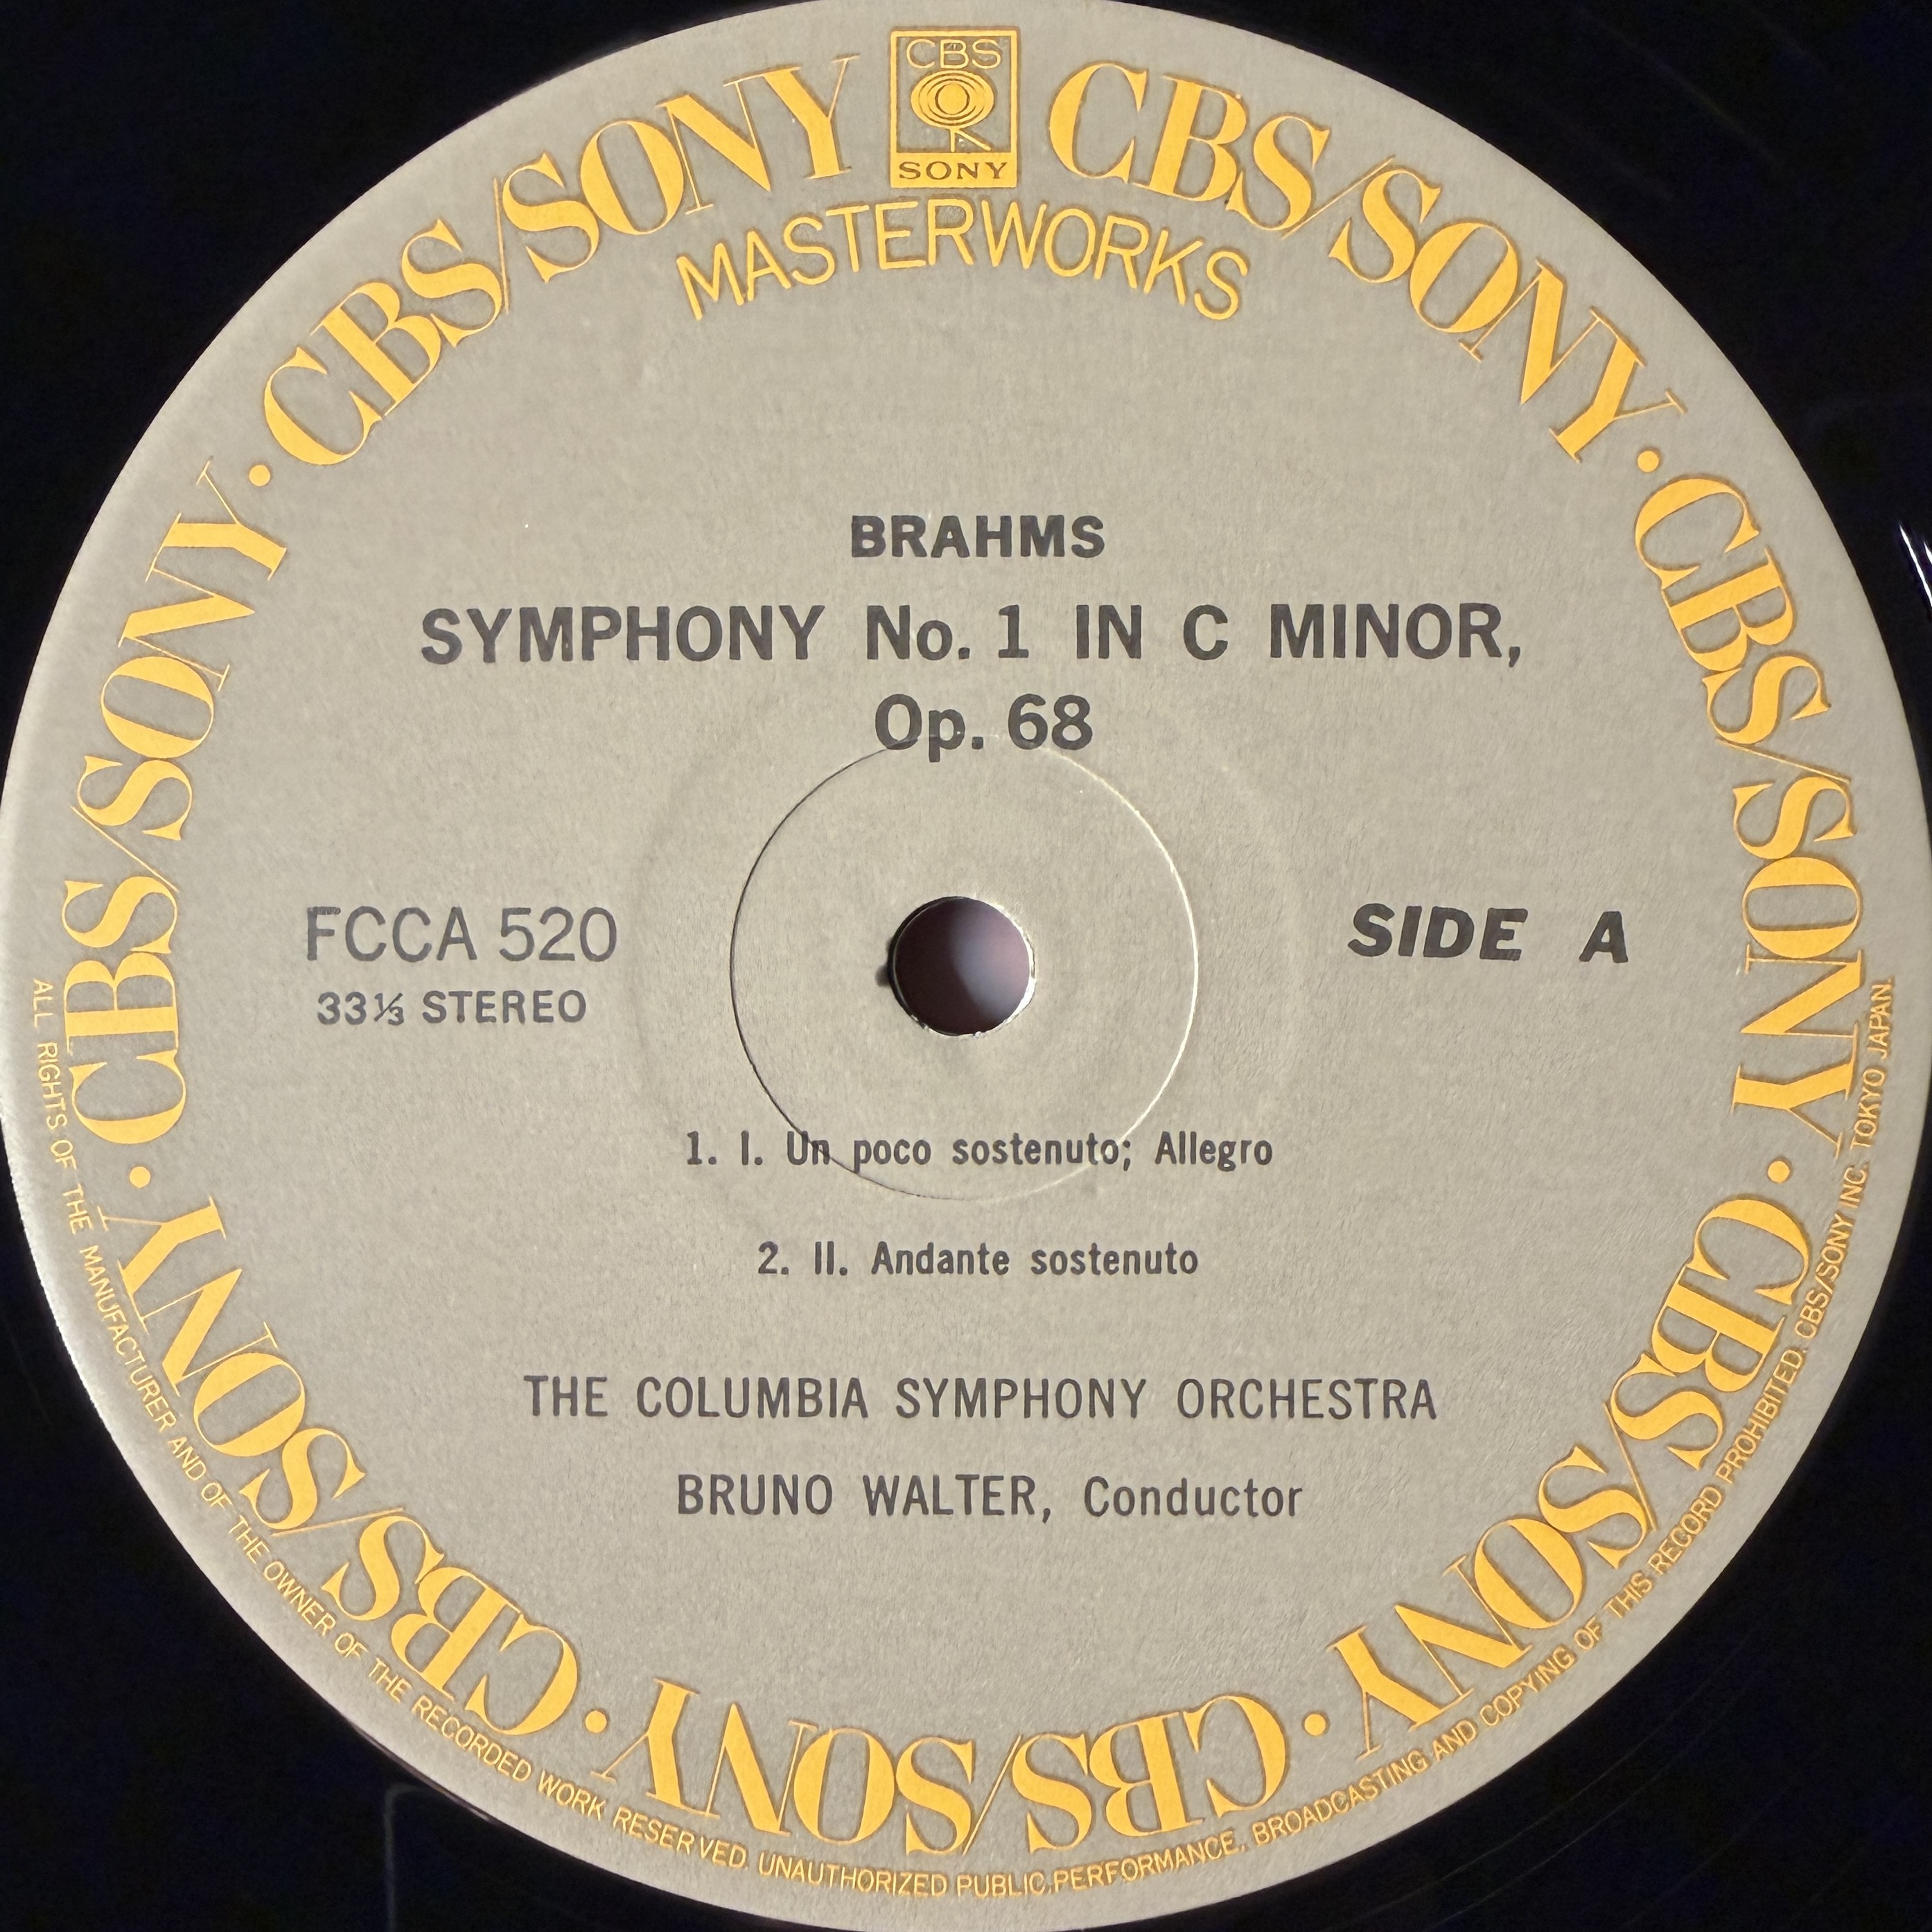 CBS
SONY
CBS/SONY · CBS/SONY · CBS/SONY · CBS/SONY · CBS/SONY · CBS/SONY · CBS/SONY · CBS/SONY
MASTERWORKS
BRAHMS
SYMPHONY No. 1 IN C MINOR,
Op. 68
FCCA 520
33⅓ STEREO
SIDE A
1. I. Un poco sostenuto; Allegro
2. II. Andante sostenuto
THE COLUMBIA SYMPHONY ORCHESTRA
BRUNO WALTER, Conductor
ALL RIGHTS OF THE MANUFACTURER AND OF THE OWNER OF THE RECORDED WORK RESERVED. UNAUTHORIZED PUBLIC PERFORMANCE, BROADCASTING AND COPYING OF THIS RECORD PROHIBITED. CBS/SONY INC. TOKYO JAPAN.